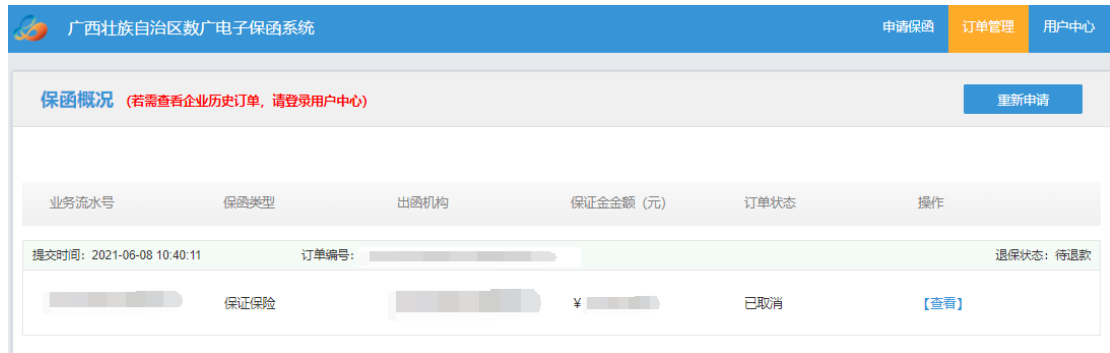 广西壮族自治区数广电子保函系统 申请保函 订单管理 用户中心
保函概况 (若需查看企业历史订单，请登录用户中心) 重新申请
业务流水号 保函类型 出函机构 保证金金额（元） 订单状态 操作
提交时间：2021-06-08 10:40:11 订单编号： 退保状态：待退款
保证保险 ¥ 已取消 【查看】